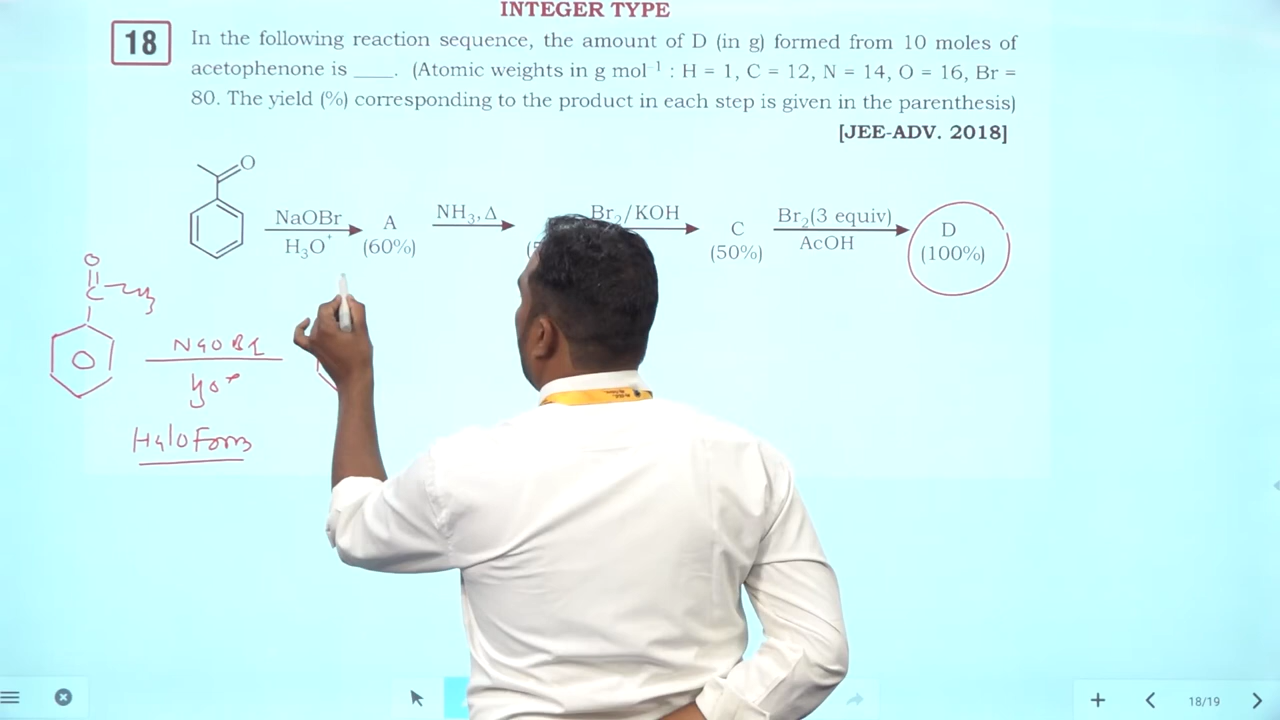 INTEGER TYPE
18 In the following reaction sequence, the amount of D (in g) formed from 10 moles of
acetophenone is ____. (Atomic weights in g mol⁻¹ : H = 1, C = 12, N = 14, O = 16, Br =
80. The yield (%) corresponding to the product in each step is given in the parenthesis)
[JEE-ADV. 2018]
O
NaOBr
H₃O⁺
A
(60%)
NH₃, Δ
Br₂/KOH
C
(50%)
Br₂(3 equiv)
AcOH
D
(100%)
O
C
NaOBr
H₃O⁺
HaloForm
18/19